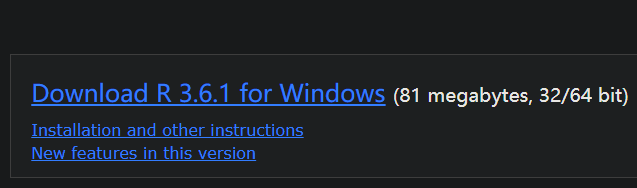 Download R 3.6.1 for Windows (81 megabytes, 32/64 bit)
Installation and other instructions
New features in this version